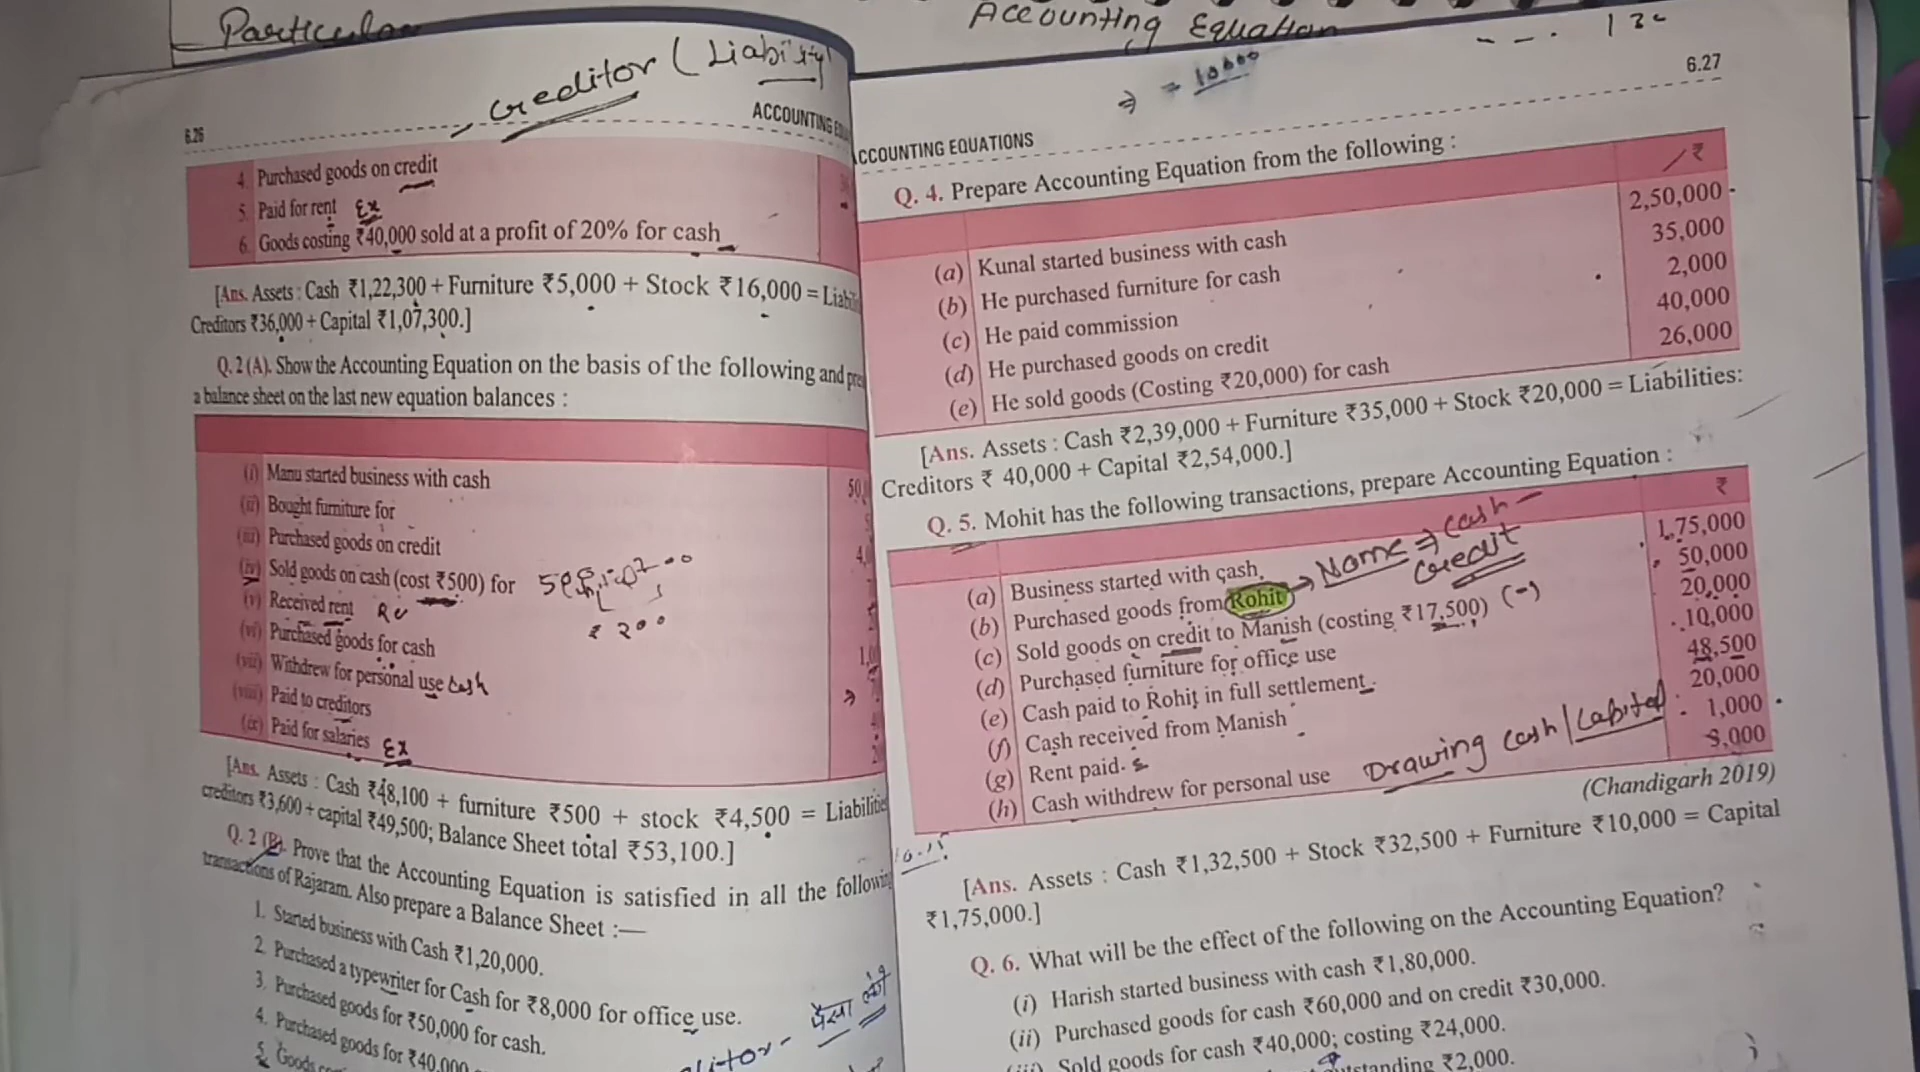 Particular
Accounting Equation
creditor (Liability)
⇒ = 10000
6.26
ACCOUNTING
4. Purchased goods on credit
5. Paid for rent Ex
6. Goods costing ₹40,000 sold at a profit of 20% for cash
[Ans. Assets : Cash ₹1,22,300 + Furniture ₹5,000 + Stock ₹16,000 =
Creditors ₹36,000 + Capital ₹1,07,300.]
Q. 2 (A). Show the Accounting Equation on the basis of the following and
a balance sheet on the last new equation balances :
(i) Manu started business with cash
(ii) Bought furniture for
(iii) Purchased goods on credit
(iv) Sold goods on cash (cost ₹500) for
₹ 200
(v) Received rent
(vi) Purchased goods for cash
(vii) Withdrew for personal use Cash
(viii) Paid to creditors
(ix) Paid for salaries Ex
[Ans. Assets : Cash ₹48,100 + furniture ₹500 + stock ₹4,500 =
creditors ₹3,600 + capital ₹49,500; Balance Sheet total ₹53,100.]
Q. 2 (B). Prove that the Accounting Equation is satisfied in all the
transactions of Rajaram. Also prepare a Balance Sheet :—
1. Started business with Cash ₹1,20,000.
2. Purchased a typewriter for Cash for ₹8,000 for office use.
3. Purchased goods for ₹50,000 for cash.
4. Purchased goods for ₹40,000
5. Goods
6.27
ACCOUNTING EQUATIONS
Q. 4. Prepare Accounting Equation from the following :
₹
(a) Kunal started business with cash 2,50,000
(b) He purchased furniture for cash 35,000
(c) He paid commission 2,000
(d) He purchased goods on credit 40,000
(e) He sold goods (Costing ₹20,000) for cash 26,000
[Ans. Assets : Cash ₹2,39,000 + Furniture ₹35,000 + Stock ₹20,000 = Liabilities:
Creditors ₹ 40,000 + Capital ₹2,54,000.]
Q. 5. Mohit has the following transactions, prepare Accounting Equation :
₹
(a) Business started with cash 1,75,000
(b) Purchased goods from Rohit → Name ⇒ cash 50,000
Credit
(c) Sold goods on credit to Manish (costing ₹17,500) (-) 20,000
(d) Purchased furniture for office use 10,000
(e) Cash paid to Rohit in full settlement 48,500
(f) Cash received from Manish 20,000
(g) Rent paid 1,000
(h) Cash withdrew for personal use Drawing cash / Capital 3,000
(Chandigarh 2019)
[Ans. Assets : Cash ₹1,32,500 + Stock ₹32,500 + Furniture ₹10,000 = Capital
₹1,75,000.]
Q. 6. What will be the effect of the following on the Accounting Equation?
(i) Harish started business with cash ₹1,80,000.
(ii) Purchased goods for cash ₹60,000 and on credit ₹30,000.
(iii) Sold goods for cash ₹40,000; costing ₹24,000.
₹2,000.